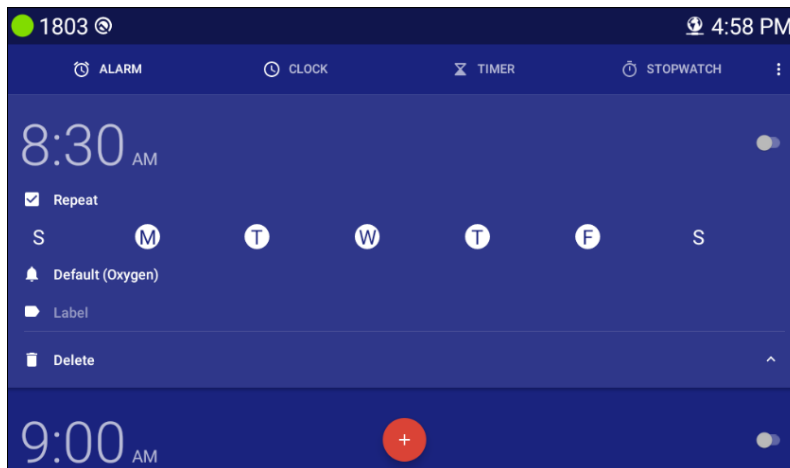 1803 4:58 PM
ALARM CLOCK TIMER STOPWATCH
8:30 AM
Repeat
S M T W T F S
Default (Oxygen)
Label
Delete
9:00 AM